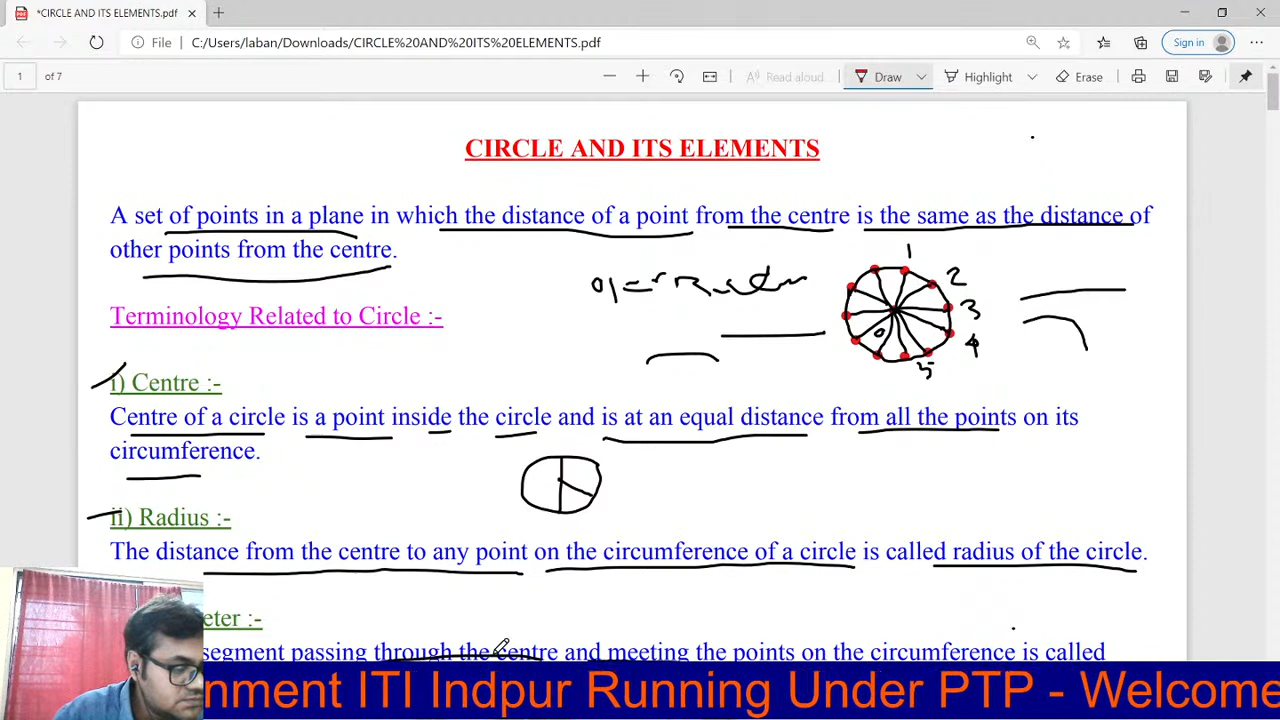 *CIRCLE AND ITS ELEMENTS.pdf
File C:/Users/laban/Downloads/CIRCLE%20AND%20ITS%20ELEMENTS.pdf Sign in
1 of 7 Read aloud Draw Highlight Erase
CIRCLE AND ITS ELEMENTS
A set of points in a plane in which the distance of a point from the centre is the same as the distance of
other points from the centre.
1
2
3
4
5
0
Terminology Related to Circle :-
i) Centre :-
Centre of a circle is a point inside the circle and is at an equal distance from all the points on its
circumference.
ii) Radius :-
The distance from the centre to any point on the circumference of a circle is called radius of the circle.
eter :-
segment passing through the centre and meeting the points on the circumference is called
nment ITI Indpur Running Under PTP - Welcome